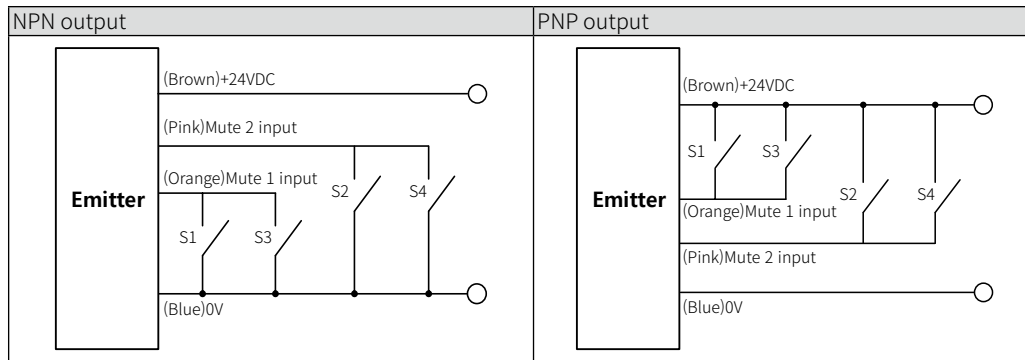 NPN output
PNP output
(Brown)+24VDC
(Pink)Mute 2 input
(Orange)Mute 1 input
S2
S4
Emitter
S1
S3
(Blue)0V
(Brown)+24VDC
S1
S3
S2
S4
Emitter
(Orange)Mute 1 input
(Pink)Mute 2 input
(Blue)0V